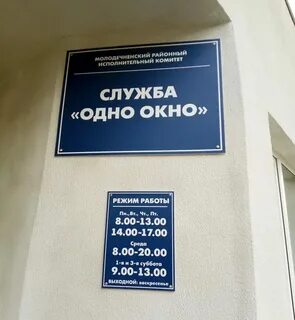 МОЛОДЕЧНЕНСКИЙ РАЙОННЫЙ
ИСПОЛНИТЕЛЬНЫЙ КОМИТЕТ
СЛУЖБА
«ОДНО ОКНО»
РЕЖИМ РАБОТЫ
Пн., Вт., Чт., Пт.
8.00-13.00
14.00-17.00
Среда
8.00-20.00
1-я и 3-я суббота
9.00-13.00
ВЫХОДНОЙ: воскресенье